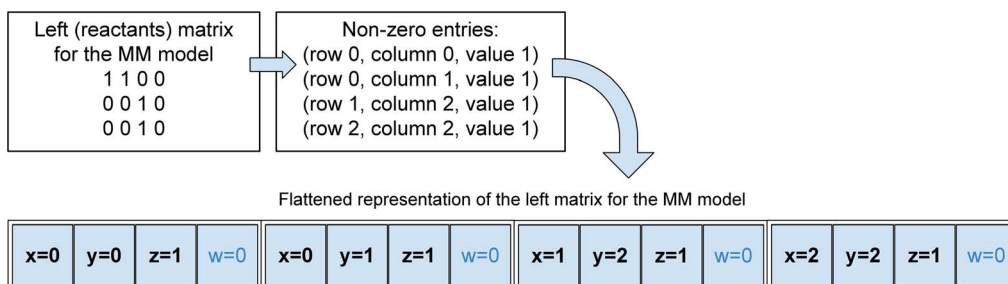 Left (reactants) matrix
for the MM model
1 1 0 0
0 0 1 0
0 0 1 0
Non-zero entries:
(row 0, column 0, value 1)
(row 0, column 1, value 1)
(row 1, column 2, value 1)
(row 2, column 2, value 1)
Flattened representation of the left matrix for the MM model
x=0 y=0 z=1 w=0 x=0 y=1 z=1 w=0 x=1 y=2 z=1 w=0 x=2 y=2 z=1 w=0